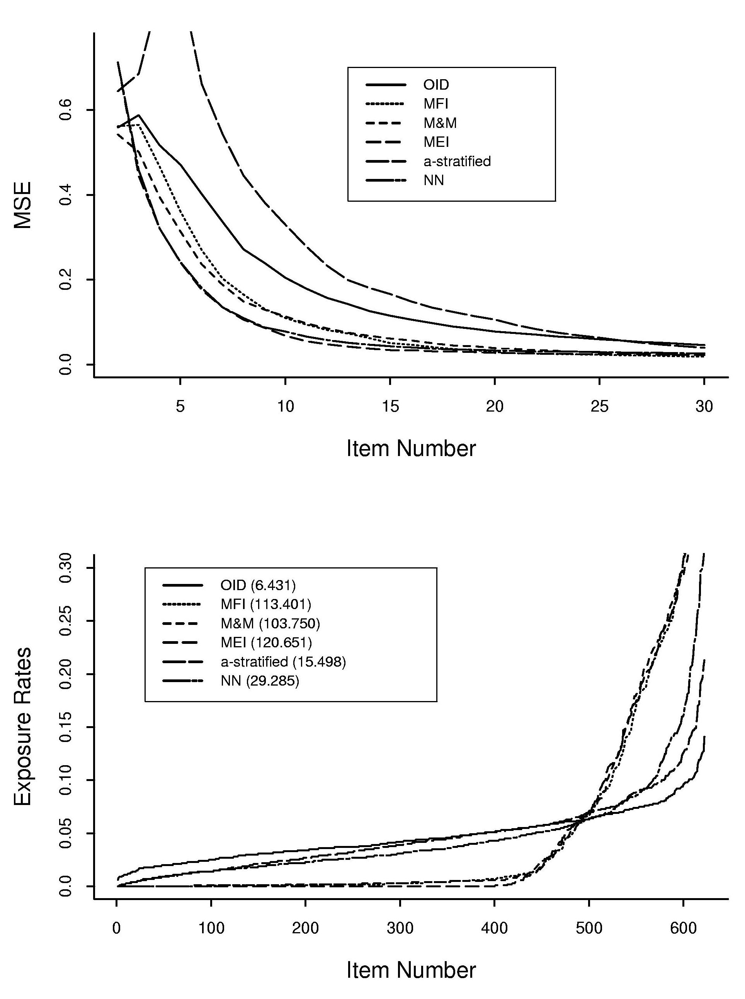 MSE
0.6
0.4
0.2
0.0
OID
MFI
M&M
MEI
a-stratified
NN
5 10 15 20 25 30
Item Number
Exposure Rates
0.30
0.25
0.20
0.15
0.10
0.05
0.0
OID (6.431)
MFI (113.401)
M&M (103.750)
MEI (120.651)
a-stratified (15.498)
NN (29.285)
0 100 200 300 400 500 600
Item Number